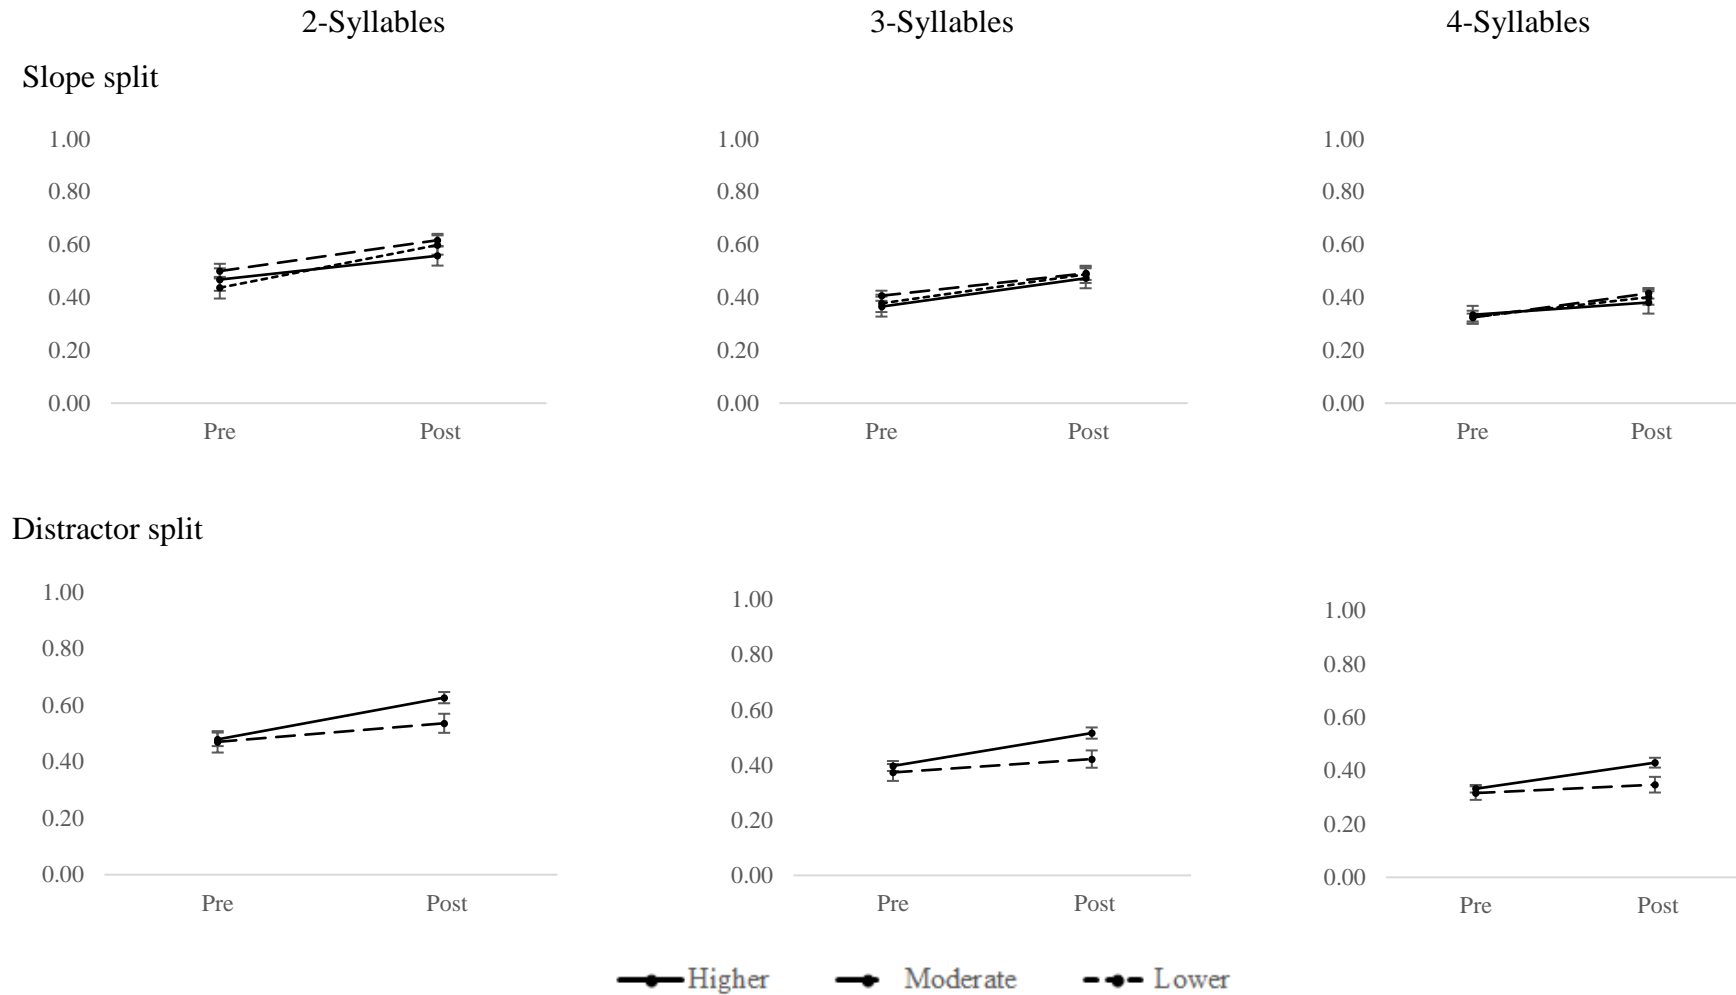 2-Syllables 3-Syllables 4-Syllables
Slope split
1.00 1.00 1.00
0.80 0.80 0.80
0.60 0.60 0.60
0.40 0.40 0.40
0.20 0.20 0.20
0.00 0.00 0.00
Pre Post Pre Post Pre Post
Distractor split
1.00 1.00 1.00
0.80 0.80 0.80
0.60 0.60 0.60
0.40 0.40 0.40
0.20 0.20 0.20
0.00 0.00 0.00
Pre Post Pre Post Pre Post
Higher Moderate Lower